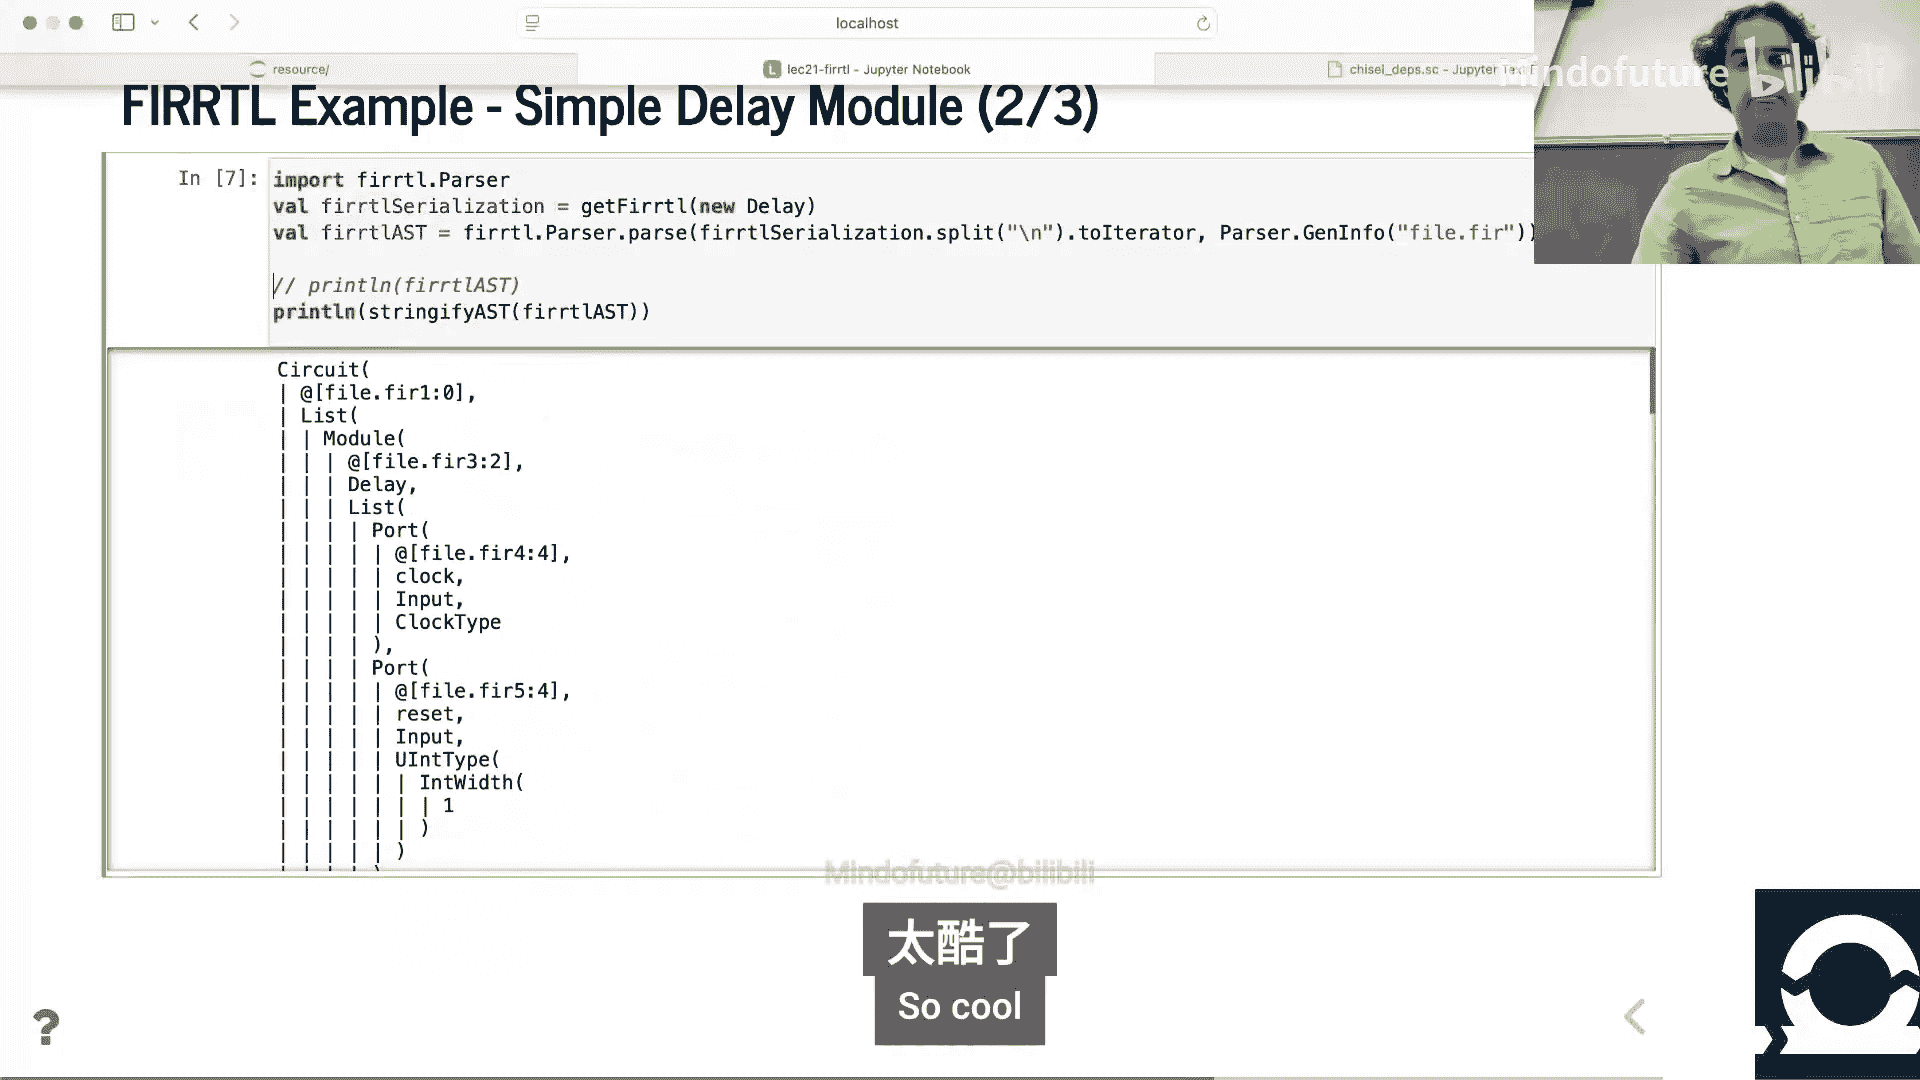 localhost
resource/
lec21-firrtl - Jupyter Notebook
chisel_deps.sc - Jupyter Text
Mindofuture bilibili
FIRRTL Example - Simple Delay Module (2/3)
In [7]:
import firrtl.Parser
val firrtlSerialization = getFirrtl(new Delay)
val firrtlAST = firrtl.Parser.parse(firrtlSerialization.split("\n").toIterator, Parser.GenInfo("file.fir"))
// println(firrtlAST)
println(stringifyAST(firrtlAST))
Circuit(
| @[file.fir1:0],
| List(
| | Module(
| | | @[file.fir3:2],
| | | Delay,
| | | List(
| | | | Port(
| | | | | @[file.fir4:4],
| | | | | clock,
| | | | | Input,
| | | | | ClockType
| | | | ),
| | | | Port(
| | | | | @[file.fir5:4],
| | | | | reset,
| | | | | Input,
| | | | | UIntType(
| | | | | | IntWidth(
| | | | | | | 1
| | | | | | )
| | | | | )
Mindofuture@bilibili
太酷了
So cool
?